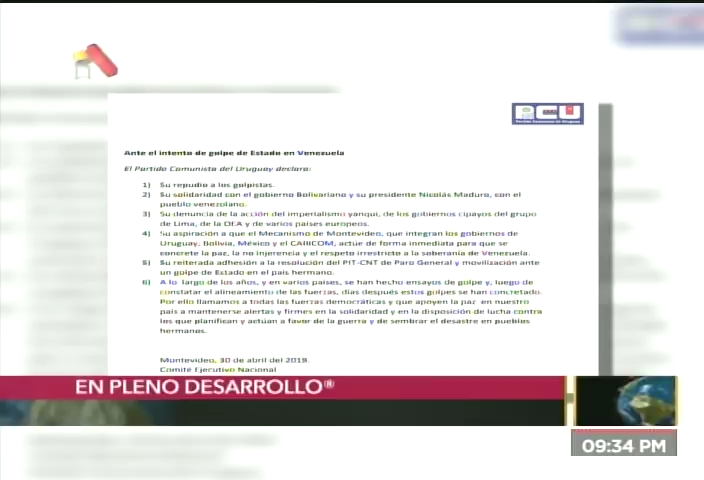 PCU
Ante el intento de golpe de Estado en Venezuela
El Partido Comunista del Uruguay declara:
1) Su repudio a los golpistas.
2) Su solidaridad con el gobierno Bolivariano y su presidente Nicolás Maduro, con el
pueblo venezolano.
3) Su denuncia de la acción del imperialismo yanqui, de los gobiernos cipayos del grupo
de Lima, de la OEA y de varios países europeos.
4) Su aspiración a que el Mecanismo de Montevideo, que integran los gobiernos de
Uruguay, Bolivia, México y el CARICOM, actúe de forma inmediata para que se
concrete la paz, la no injerencia y el respeto irrestricto a la soberanía de Venezuela.
5) Su reiterada adhesión a la resolución del PIT-CNT de Paro General y movilización ante
un golpe de Estado en el país hermano.
6) A lo largo de los años, y en varios países, se han hecho ensayos de golpe y, luego de
constatar el alineamiento de las fuerzas, días después estos golpes se han concretado.
Por ello llamamos a todas las fuerzas democráticas y que apoyen la paz en nuestro
país a mantenerse alertas y firmes en la solidaridad y en la disposición de lucha contra
los que planifican y actúan a favor de la guerra y de sembrar el desastre en pueblos
hermanos.
Montevideo, 30 de abril del 2019.
Comité Ejecutivo Nacional
EN PLENO DESARROLLO®
09:34 PM